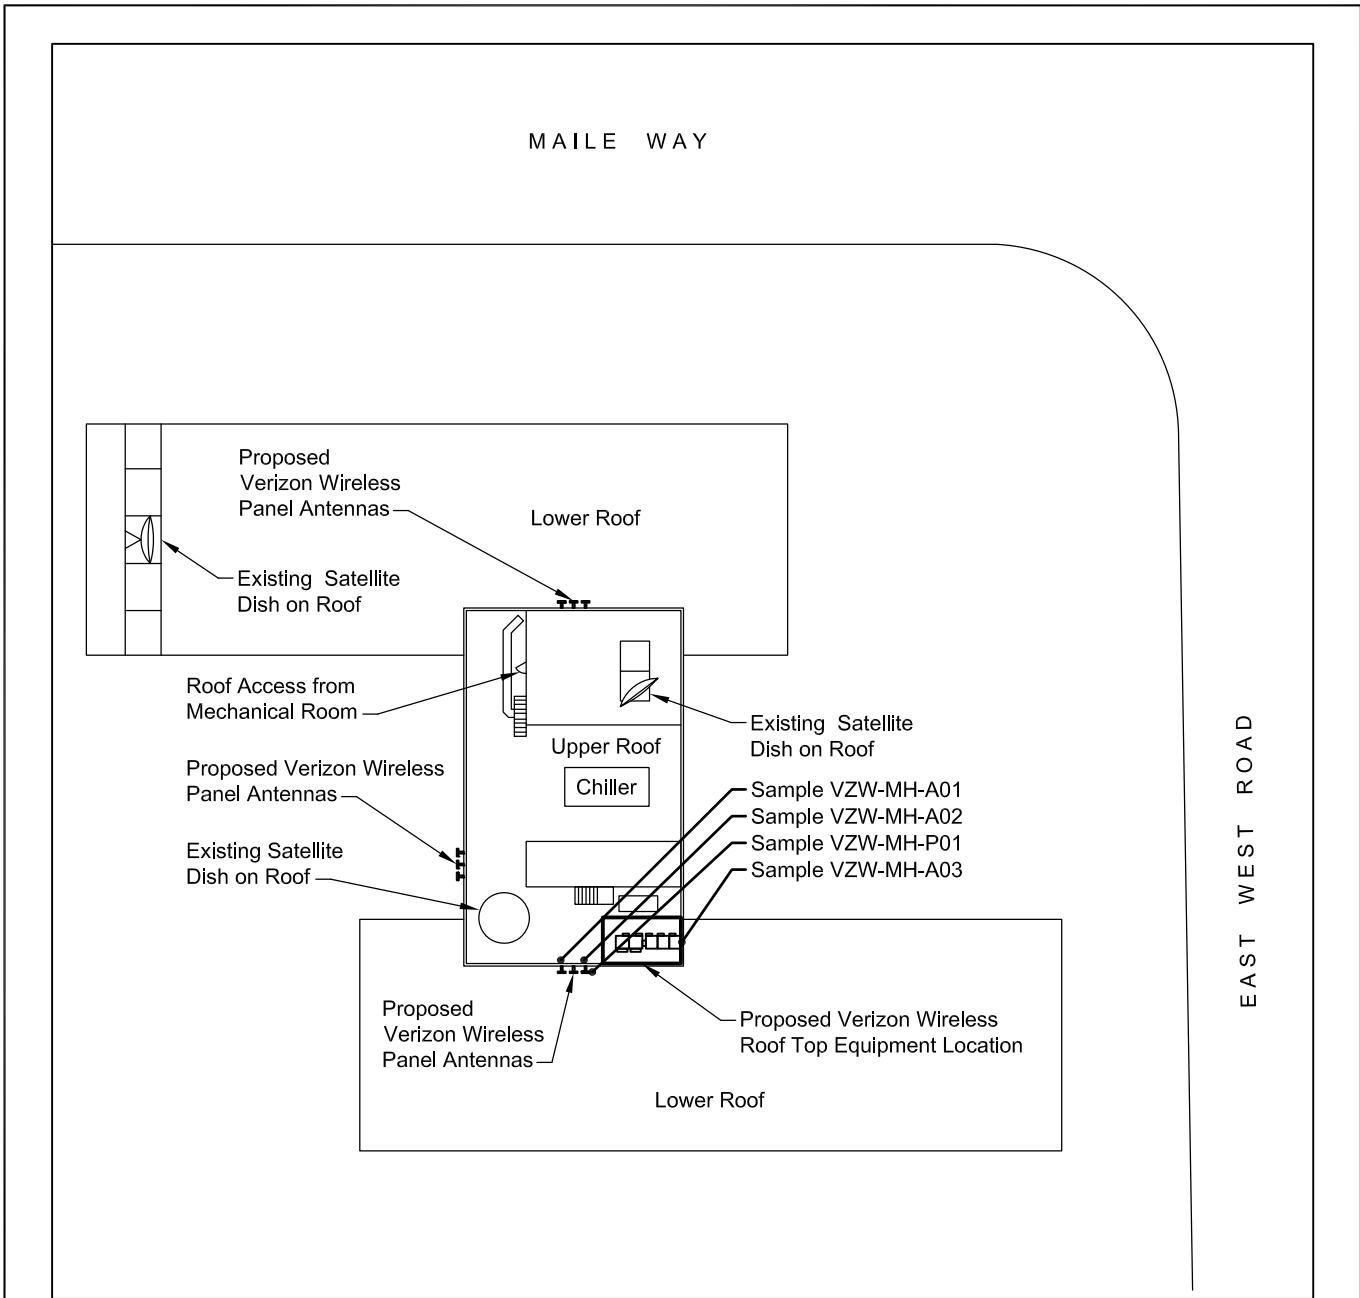 MAILE WAY
Proposed
Verizon Wireless
Panel Antennas
Lower Roof
Existing Satellite
Dish on Roof
Roof Access from
Mechanical Room
Existing Satellite
Dish on Roof
Upper Roof
Proposed Verizon Wireless
Panel Antennas
Chiller
Sample VZW-MH-A01
Sample VZW-MH-A02
Sample VZW-MH-P01
Sample VZW-MH-A03
Existing Satellite
Dish on Roof
Proposed
Verizon Wireless
Panel Antennas
Proposed Verizon Wireless
Roof Top Equipment Location
Lower Roof
EAST WEST ROAD